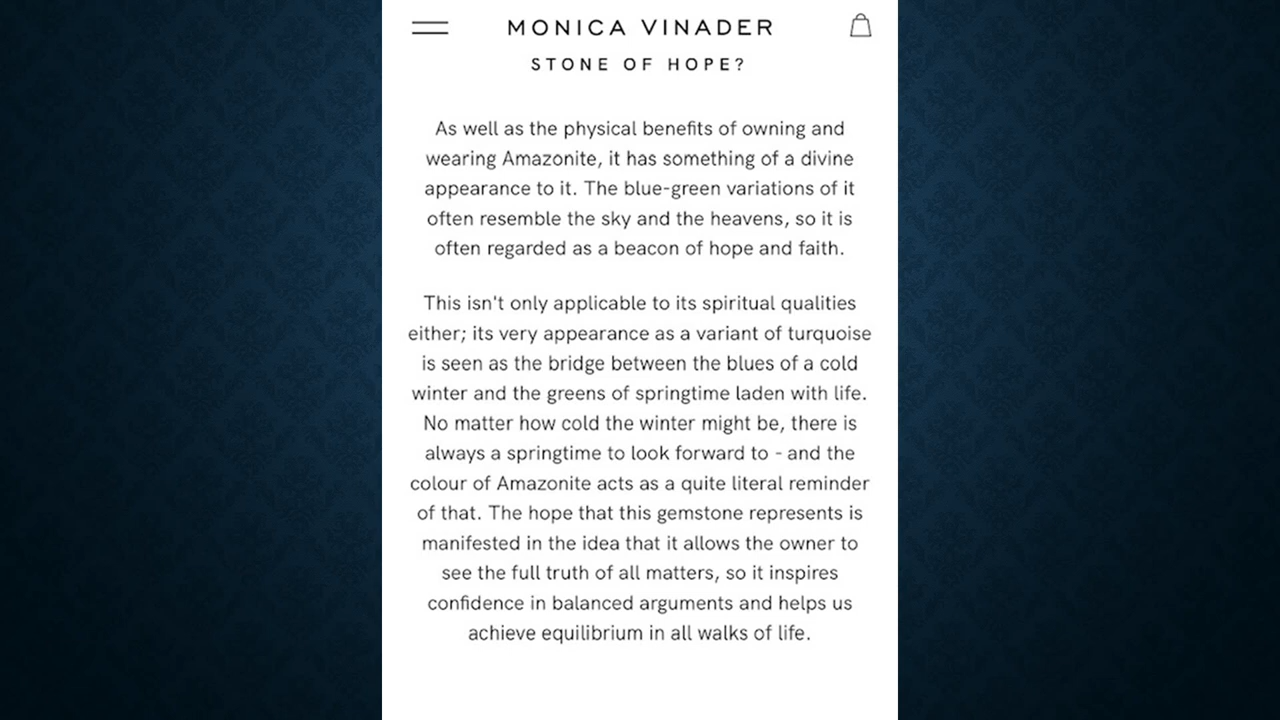 MONICA VINADER
STONE OF HOPE?
As well as the physical benefits of owning and
wearing Amazonite, it has something of a divine
appearance to it. The blue-green variations of it
often resemble the sky and the heavens, so it is
often regarded as a beacon of hope and faith.
This isn't only applicable to its spiritual qualities
either; its very appearance as a variant of turquoise
is seen as the bridge between the blues of a cold
winter and the greens of springtime laden with life.
No matter how cold the winter might be, there is
always a springtime to look forward to - and the
colour of Amazonite acts as a quite literal reminder
of that. The hope that this gemstone represents is
manifested in the idea that it allows the owner to
see the full truth of all matters, so it inspires
confidence in balanced arguments and helps us
achieve equilibrium in all walks of life.